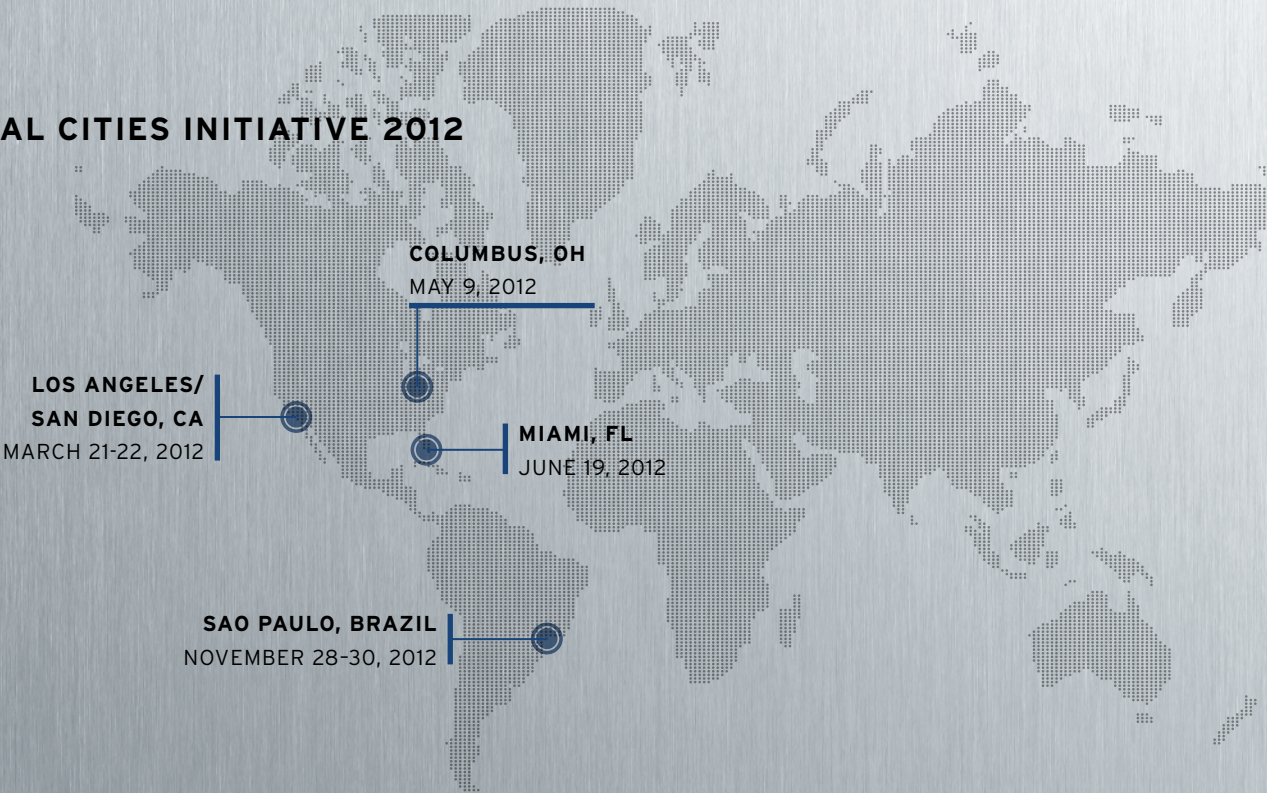 AL CITIES INITIATIVE 2012
COLUMBUS, OH
MAY 9, 2012
LOS ANGELES/
SAN DIEGO, CA
MARCH 21-22, 2012
MIAMI, FL
JUNE 19, 2012
SAO PAULO, BRAZIL
NOVEMBER 28-30, 2012